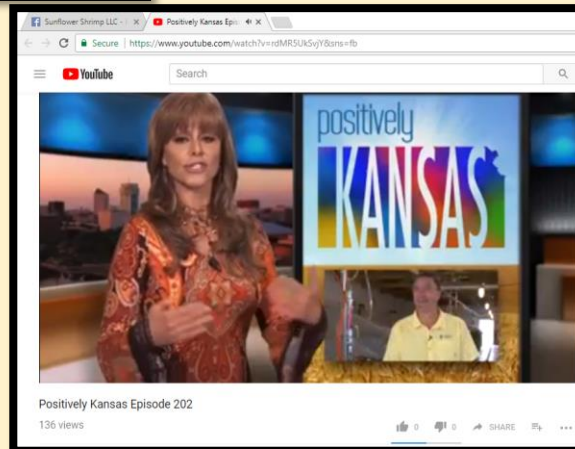 Sunflower Shrimp LLC -
Positively Kansas Epis
Secure | https://www.youtube.com/watch?v=rdMR5UkSvjY&sns=fb
YouTube
Search
positively
KANSAS
Positively Kansas Episode 202
136 views
0
0
SHARE